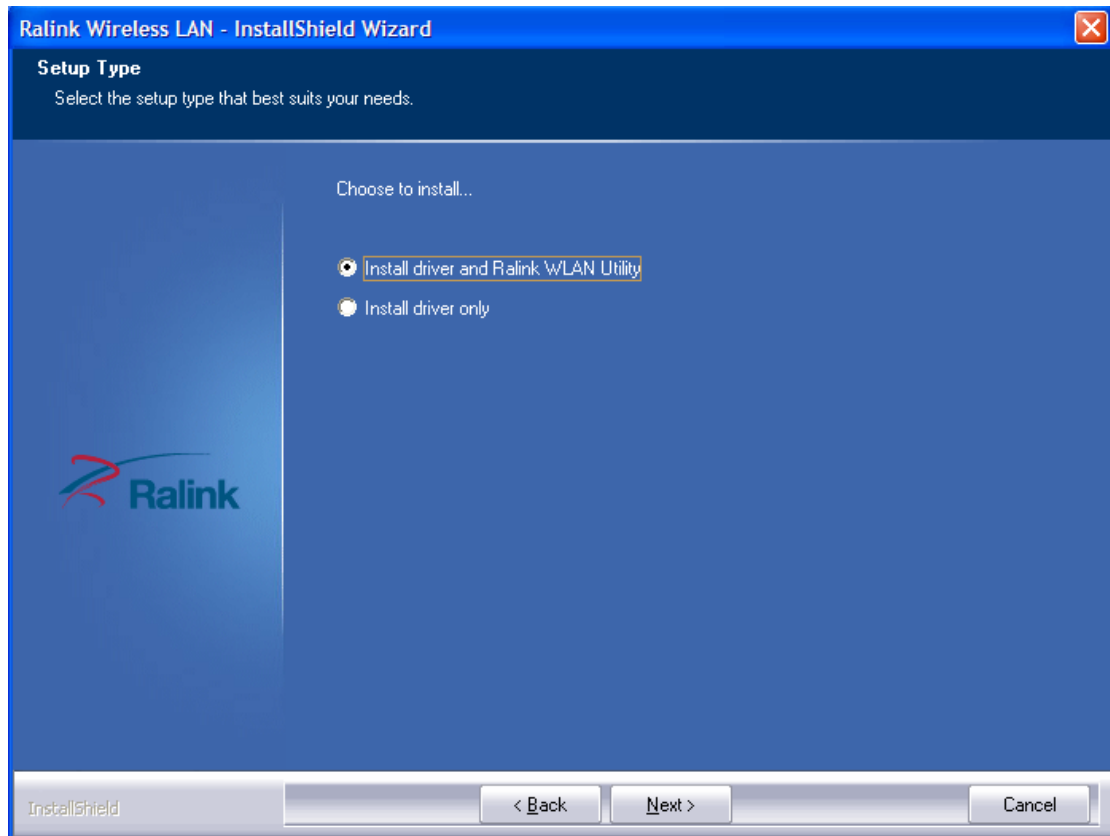 Ralink Wireless LAN - InstallShield Wizard
Setup Type
Select the setup type that best suits your needs.
Choose to install...
Install driver and Ralink WLAN Utility
Install driver only
Ralink
InstallShield
< Back
Next >
Cancel